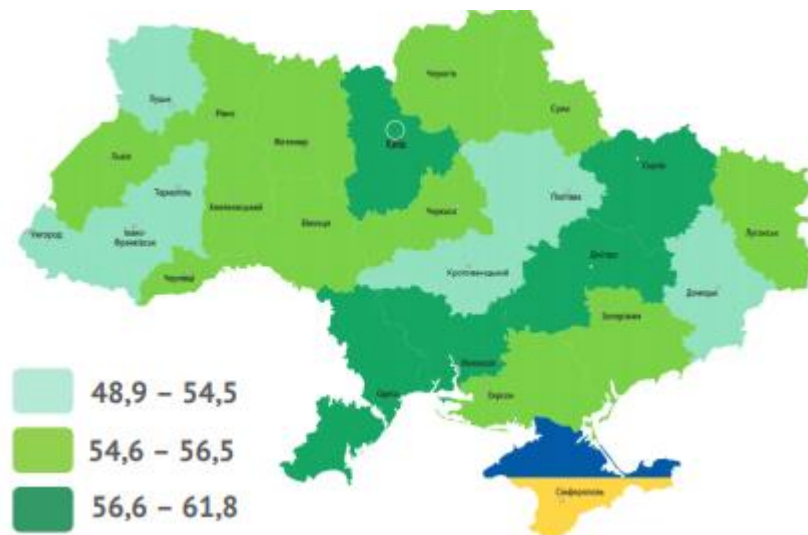 Чернігів
Луцьк
Суми
Рівне
Житомир
Київ
Львів
Харків
Тернопіль
Полтава
Хмельницький
Черкаси
Вінниця
Луганськ
Ужгород
Івано-
Франківськ
Дніпро
Кропивницький
Чернівці
Донецьк
Запоріжжя
Миколаїв
48,9 – 54,5
Одеса
Херсон
54,6 – 56,5
Сімферополь
56,6 – 61,8